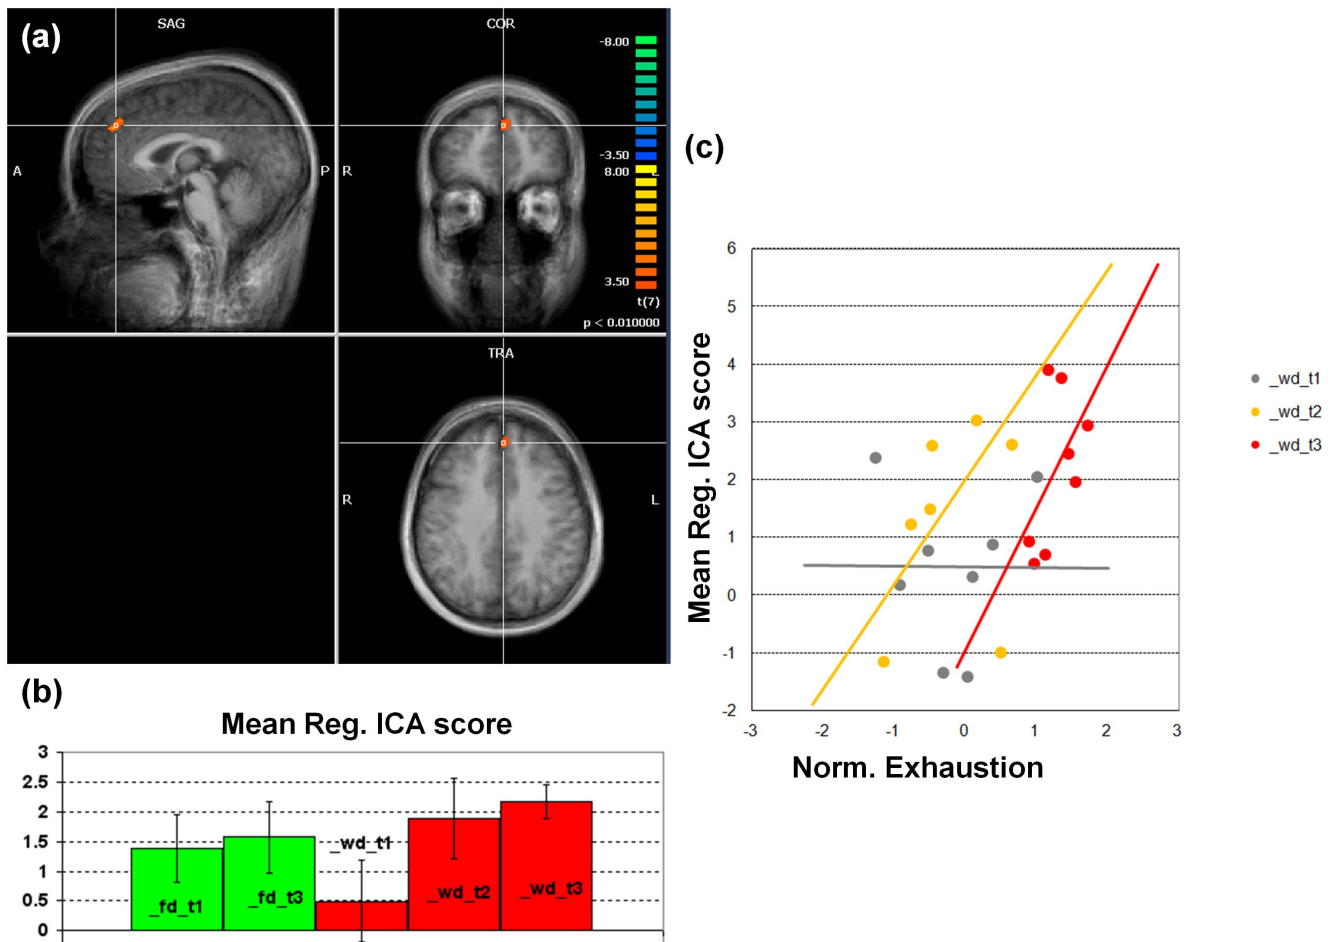 (a)
SAG
COR
-8.00
-3.50
8.00
A
P
R
L
3.50
t(7)
p < 0.010000
TRA
R
L
(b)
Mean Reg. ICA score
3
2.5
2
1.5
1
0.5
0
_fd_t1
_fd_t3
_wd_t1
_wd_t2
_wd_t3
(c)
Mean Reg. ICA score
6
5
4
3
2
1
0
-1
-2
-3
-2
-1
0
1
2
3
Norm. Exhaustion
_wd_t1
_wd_t2
_wd_t3